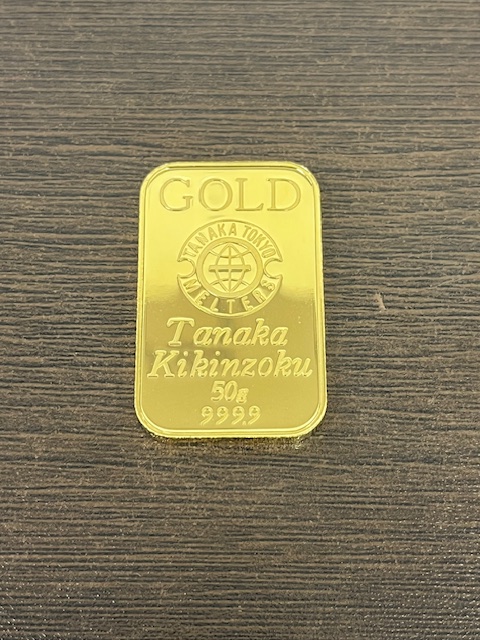 GOLD
TANAKA TOKYO
MELTERS
Tanaka
Kikinzoku
50g
999.9